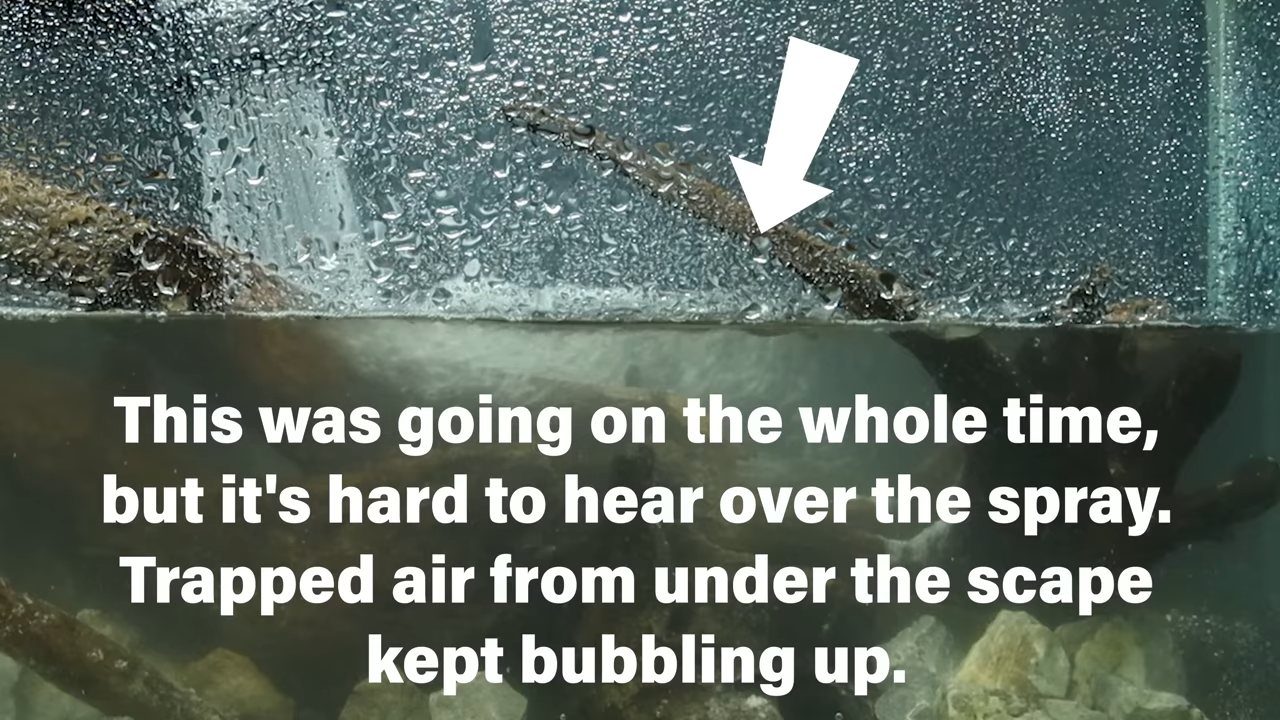 This was going on the whole time,
but it's hard to hear over the spray.
Trapped air from under the scape
kept bubbling up.